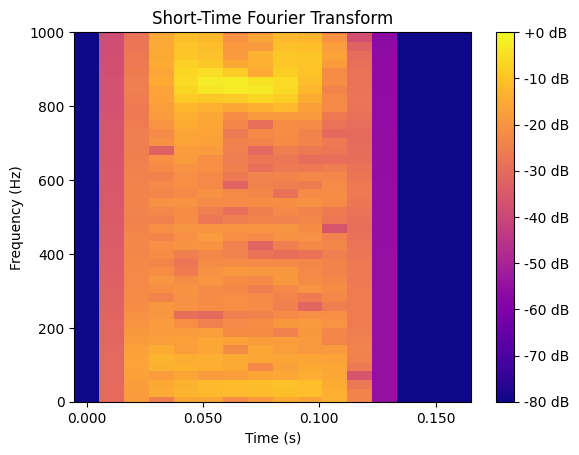 Short-Time Fourier Transform
1000
800
600
400
200
0
Frequency (Hz)
0.000
0.050
0.100
0.150
Time (s)
+0 dB
-10 dB
-20 dB
-30 dB
-40 dB
-50 dB
-60 dB
-70 dB
-80 dB